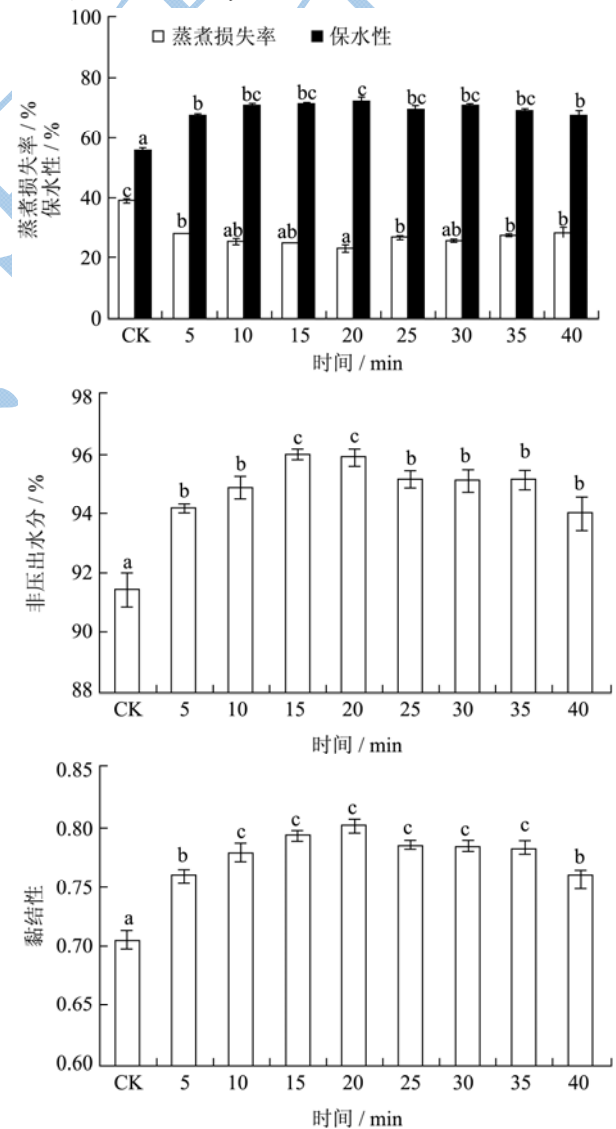 100
80
60
40
20
0
蒸煮损失率 / %
保水性 / %
□ 蒸煮损失率 ■ 保水性
c a b b ab bc ab bc a c b bc ab bc b bc b b
CK 5 10 15 20 25 30 35 40
时间 / min
98
96
94
92
90
88
非压出水分 / %
a b b c c b b b b
CK 5 10 15 20 25 30 35 40
时间 / min
0.85
0.80
0.75
0.70
0.65
0.60
黏结性
a b c c c c c c b
CK 5 10 15 20 25 30 35 40
时间 / min